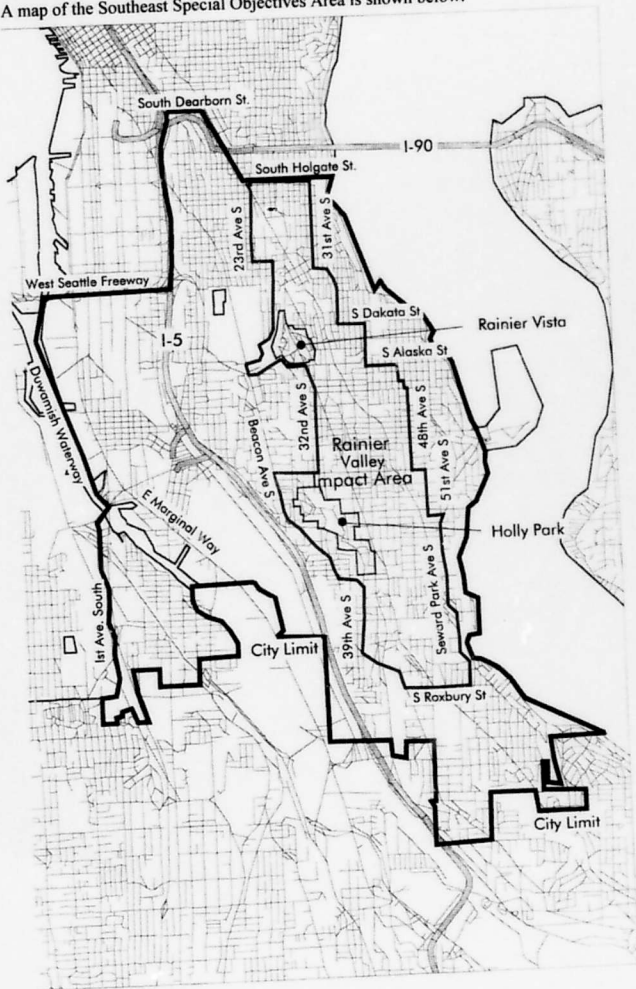 A map of the Southeast Special Objectives Area is shown below.
South Dearborn St.
I-90
South Holgate St.
23rd Ave S
31st Ave S
West Seattle Freeway
S Dakata St
Rainier Vista
I-5
S Alaska St
Duwamish Waterway
32nd Ave S
48th Ave S
Beacon Ave S
Rainier
Valley
mpact Area
51st Ave S
E Marginal Way
Holly Park
1st Ave. South
39th Ave S
Seward Park Ave S
City Limit
S Roxbury St
City Limit